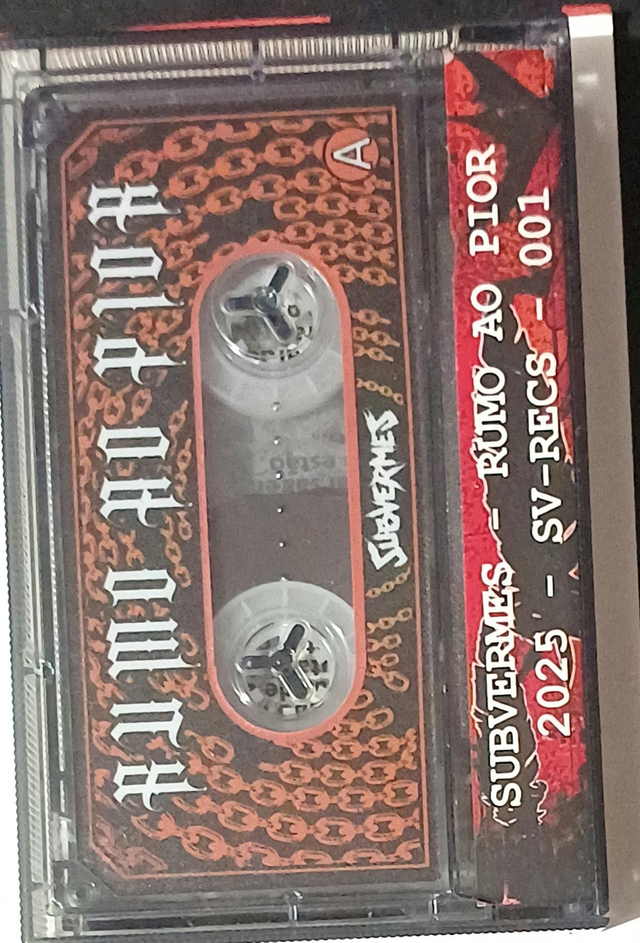 RUMO AO PIOR
A
SUBVERMES
SUBVERMES - RUMO AO PIOR
2025 - SV-RECS - 001